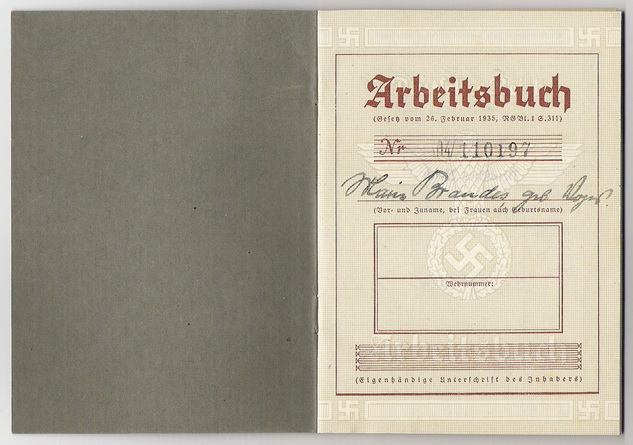 Arbeitsbuch
(Gesetz vom 26. Februar 1935, RGBl. I S. 311)
Nr 110197
Brandes geb.
(Vor- und Zuname, bei Frauen auch Geburtsname)
Wehrnummer:
Arbeitsbuch
(Eigenhändige Unterschrift des Inhabers)